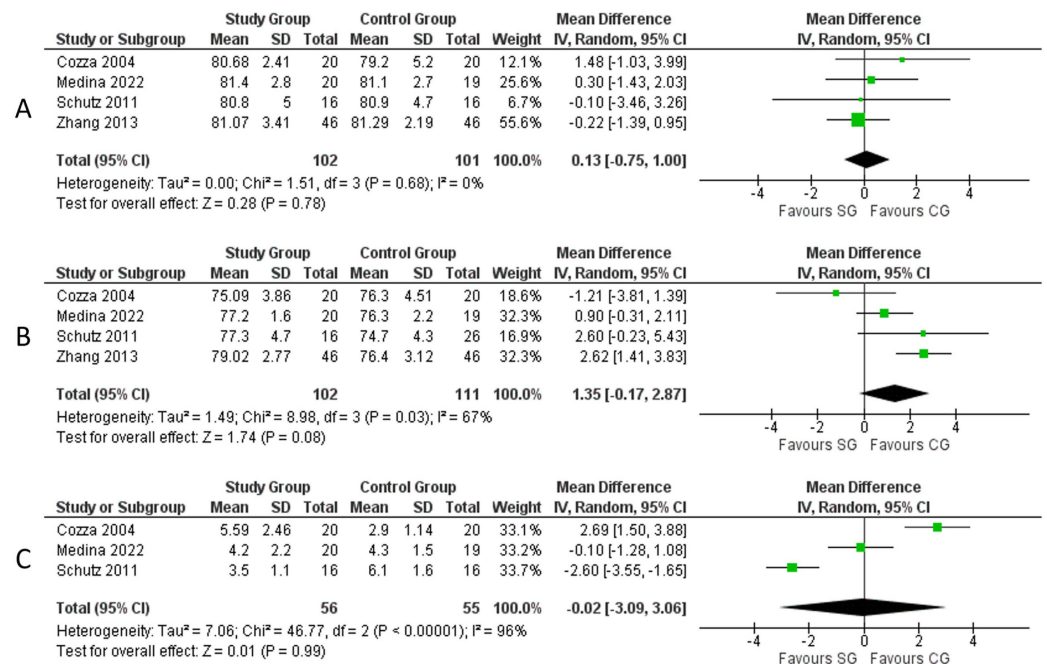 Study Group Control Group Mean Difference Mean Difference
Study or Subgroup Mean SD Total Mean SD Total Weight IV, Random, 95% CI IV, Random, 95% CI
Cozza 2004 80.68 2.41 20 79.2 5.2 20 12.1% 1.48 [-1.03, 3.99]
Medina 2022 81.4 2.8 20 81.1 2.7 19 25.6% 0.30 [-1.43, 2.03]
A
Schutz 2011 80.8 5 16 80.9 4.7 16 6.7% -0.10 [-3.46, 3.26]
Zhang 2013 81.07 3.41 46 81.29 2.19 46 55.6% -0.22 [-1.39, 0.95]
Total (95% CI) 102 101 100.0% 0.13 [-0.75, 1.00]
Heterogeneity: Tau² = 0.00; Chi² = 1.51, df = 3 (P = 0.68); I² = 0%
Test for overall effect: Z = 0.28 (P = 0.78)
-4 -2 0 2 4
Favours SG Favours CG
Study Group Control Group Mean Difference Mean Difference
Study or Subgroup Mean SD Total Mean SD Total Weight IV, Random, 95% CI IV, Random, 95% CI
Cozza 2004 75.09 3.86 20 76.3 4.51 20 18.6% -1.21 [-3.81, 1.39]
Medina 2022 77.2 1.6 20 76.3 2.2 19 32.3% 0.90 [-0.31, 2.11]
B
Schutz 2011 77.3 4.7 16 74.7 4.3 26 16.9% 2.60 [-0.23, 5.43]
Zhang 2013 79.02 2.77 46 76.4 3.12 46 32.3% 2.62 [1.41, 3.83]
Total (95% CI) 102 111 100.0% 1.35 [-0.17, 2.87]
Heterogeneity: Tau² = 1.49; Chi² = 8.98, df = 3 (P = 0.03); I² = 67%
Test for overall effect: Z = 1.74 (P = 0.08)
-4 -2 0 2 4
Favours SG Favours CG
Study Group Control Group Mean Difference Mean Difference
Study or Subgroup Mean SD Total Mean SD Total Weight IV, Random, 95% CI IV, Random, 95% CI
Cozza 2004 5.59 2.46 20 2.9 1.14 20 33.1% 2.69 [1.50, 3.88]
Medina 2022 4.2 2.2 20 4.3 1.5 19 33.2% -0.10 [-1.28, 1.08]
C
Schutz 2011 3.5 1.1 16 6.1 1.6 16 33.7% -2.60 [-3.55, -1.65]
Total (95% CI) 56 55 100.0% -0.02 [-3.09, 3.06]
Heterogeneity: Tau² = 7.06; Chi² = 46.77, df = 2 (P < 0.00001); I² = 96%
Test for overall effect: Z = 0.01 (P = 0.99)
-4 -2 0 2 4
Favours SG Favours CG